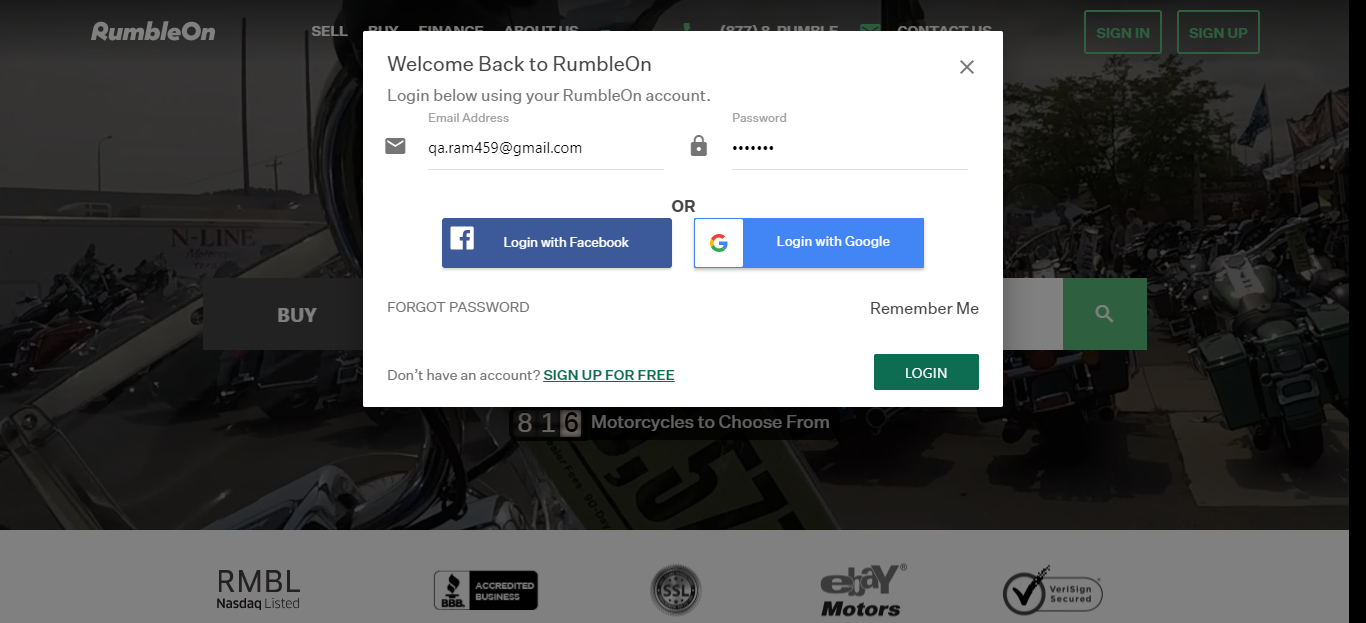 RumbleOn
SELL BUY FINANCE ABOUT US (877) 8-RUMBLE CONTACT US SIGN IN SIGN UP
Welcome Back to RumbleOn
Login below using your RumbleOn account.
Email Address Password
qa.ram459@gmail.com •••••••
OR
Login with Facebook
G Login with Google
N-LINE
FORGOT PASSWORD Remember Me
BUY
Don't have an account? SIGN UP FOR FREE LOGIN
816 Motorcycles to Choose From
RMBL
Nasdaq Listed
BBB.
ACCREDITED
BUSINESS
SSL
ebaY®
Motors
VeriSign
Secured